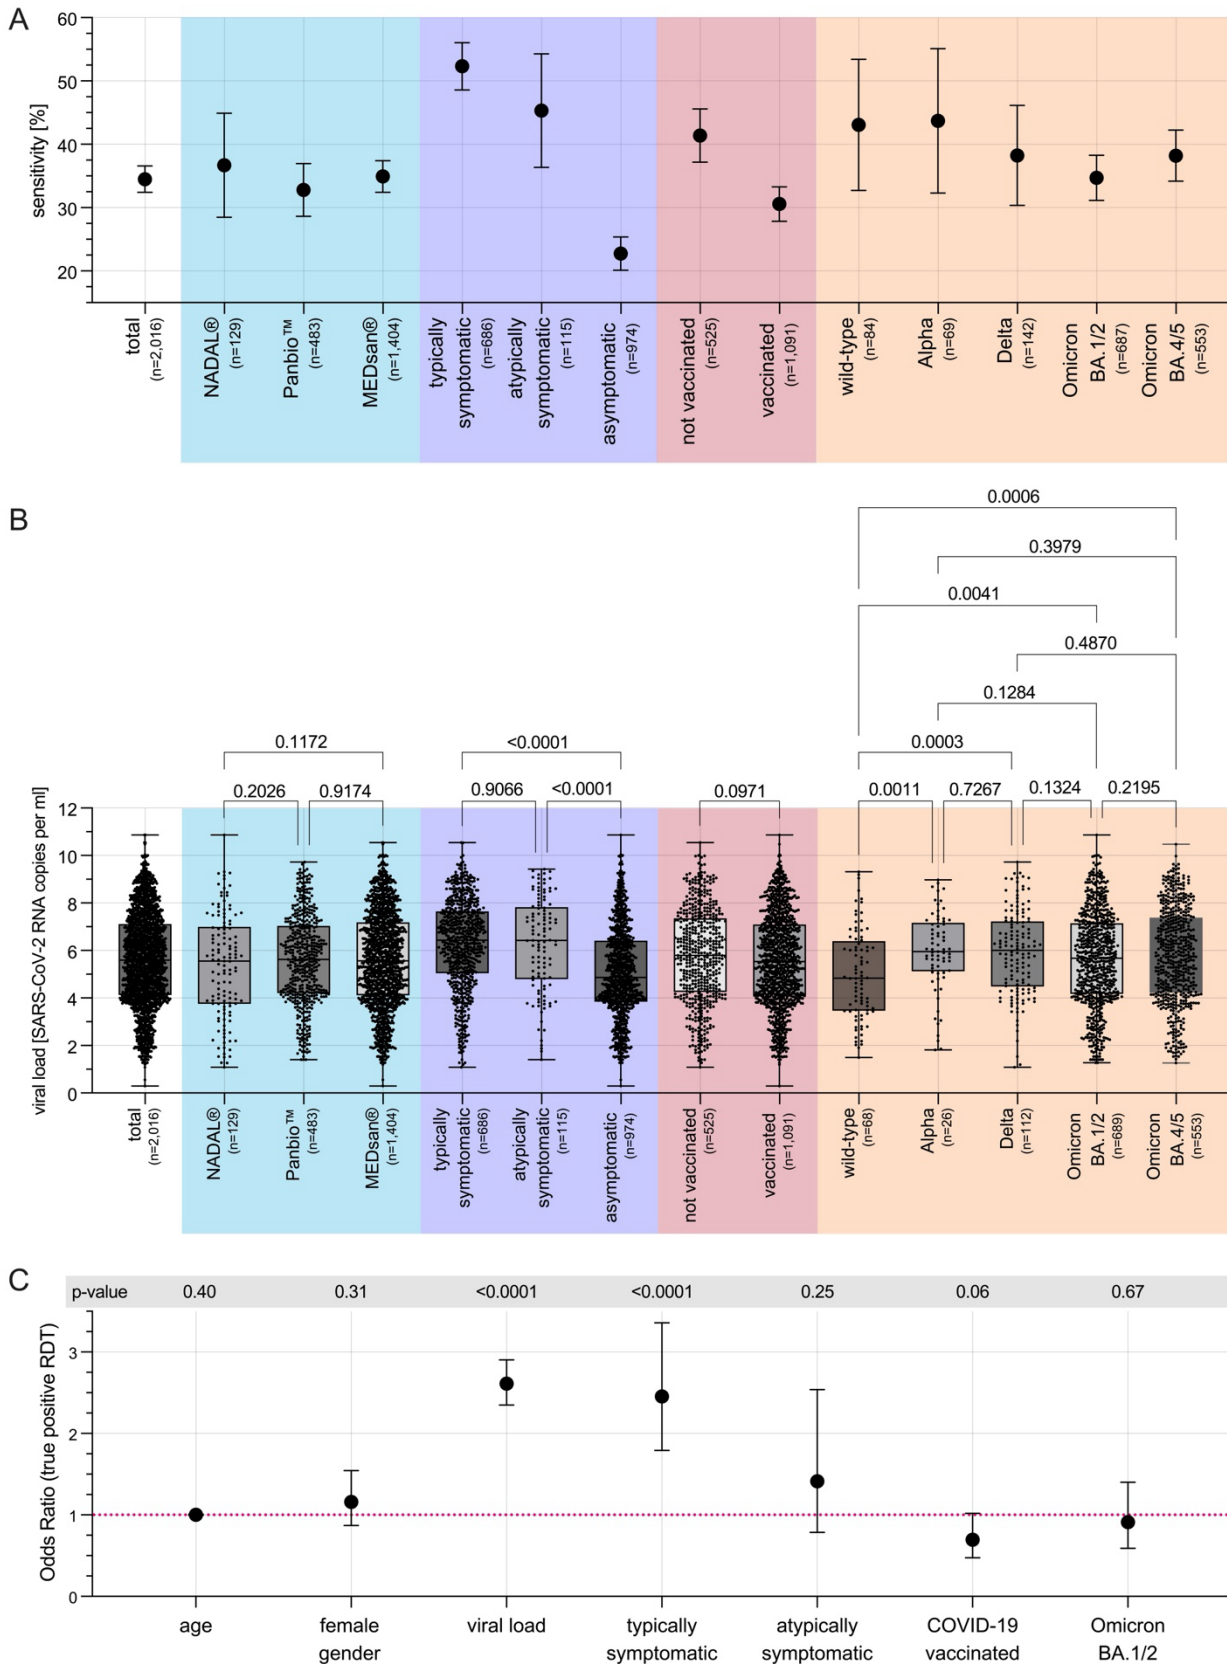 A
60
50
40
30
20
sensitivity [%]
total
(n=2,016)
NADAL®
(n=129)
Panbio™
(n=483)
MEDsan®
(n=1,404)
typically
symptomatic
(n=686)
atypically
symptomatic
(n=115)
asymptomatic
(n=974)
not vaccinated
(n=525)
vaccinated
(n=1,091)
wild-type
(n=84)
Alpha
(n=69)
Delta
(n=142)
Omicron
BA.1/2
(n=687)
Omicron
BA.4/5
(n=553)
B
0.0006
0.3979
0.0041
0.4870
0.1284
0.1172
<0.0001
0.0003
0.2026
0.9174
0.9066
<0.0001
0.0971
0.0011
0.7267
0.1324
0.2195
12
10
8
6
4
2
0
viral load [SARS-CoV-2 RNA copies per ml]
total
(n=2,016)
NADAL®
(n=129)
Panbio™
(n=483)
MEDsan®
(n=1,404)
typically
symptomatic
(n=686)
atypically
symptomatic
(n=115)
asymptomatic
(n=974)
not vaccinated
(n=525)
vaccinated
(n=1,091)
wild-type
(n=68)
Alpha
(n=26)
Delta
(n=112)
Omicron
BA.1/2
(n=689)
Omicron
BA.4/5
(n=553)
C
p-value 0.40 0.31 <0.0001 <0.0001 0.25 0.06 0.67
3
2
1
0
Odds Ratio (true positive RDT)
age
female
gender
viral load
typically
symptomatic
atypically
symptomatic
COVID-19
vaccinated
Omicron
BA.1/2